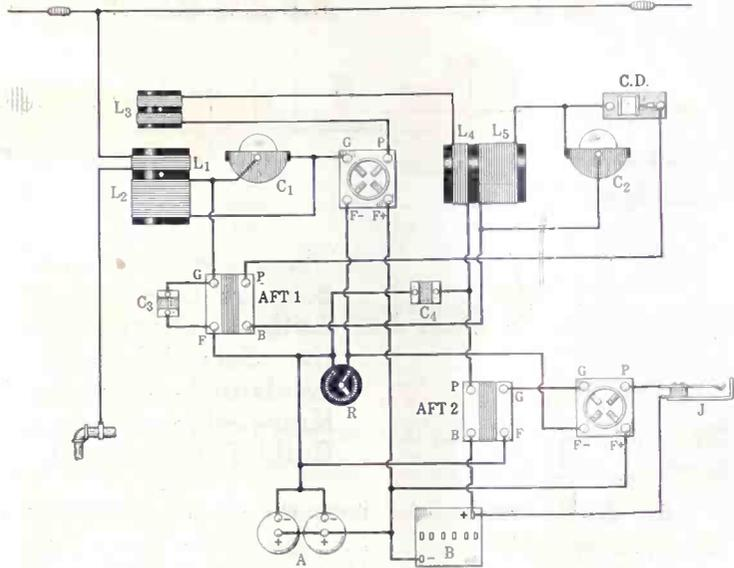 C.D.
L3
L4 L5
G P
L1
C1
C2
L2
F- F+
G P
AFT 1
C3
C4
F B
R
P G
G P
AFT 2
J
B F
F- F+
- -
+ +
A
+
B
-